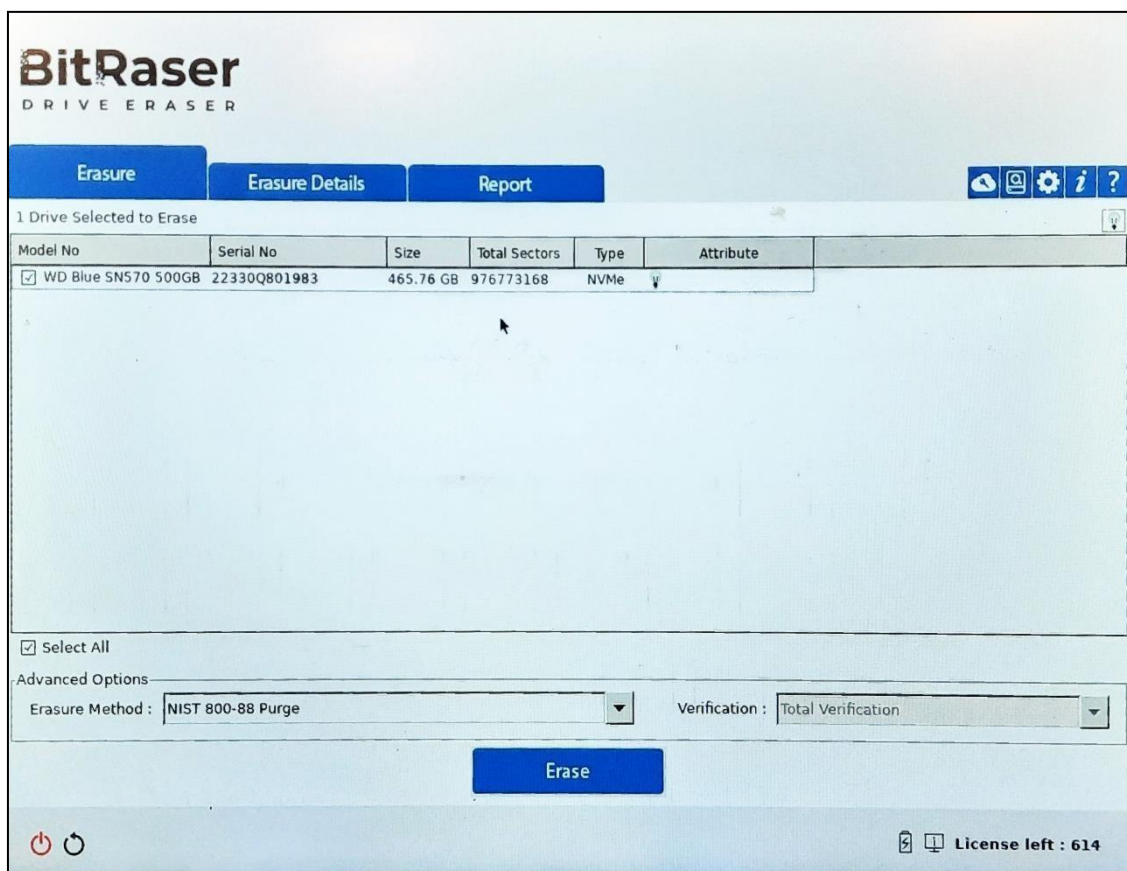 BitRaser
DRIVE ERASER
Erasure
Erasure Details
Report
i ?
1 Drive Selected to Erase
Model No Serial No Size Total Sectors Type Attribute
WD Blue SN570 500GB 22330Q801983 465.76 GB 976773168 NVMe
Select All
Advanced Options
Erasure Method : NIST 800-88 Purge Verification : Total Verification
Erase
License left : 614